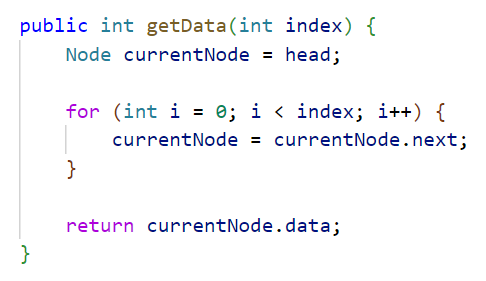 public int getData(int index) {
    Node currentNode = head;

    for (int i = 0; i < index; i++) {
        currentNode = currentNode.next;
    }

    return currentNode.data;
}